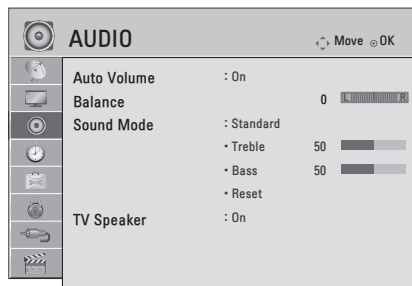 AUDIO Move OK
Auto Volume : On
Balance 0 L R
Sound Mode : Standard
• Treble 50
• Bass 50
• Reset
TV Speaker : On